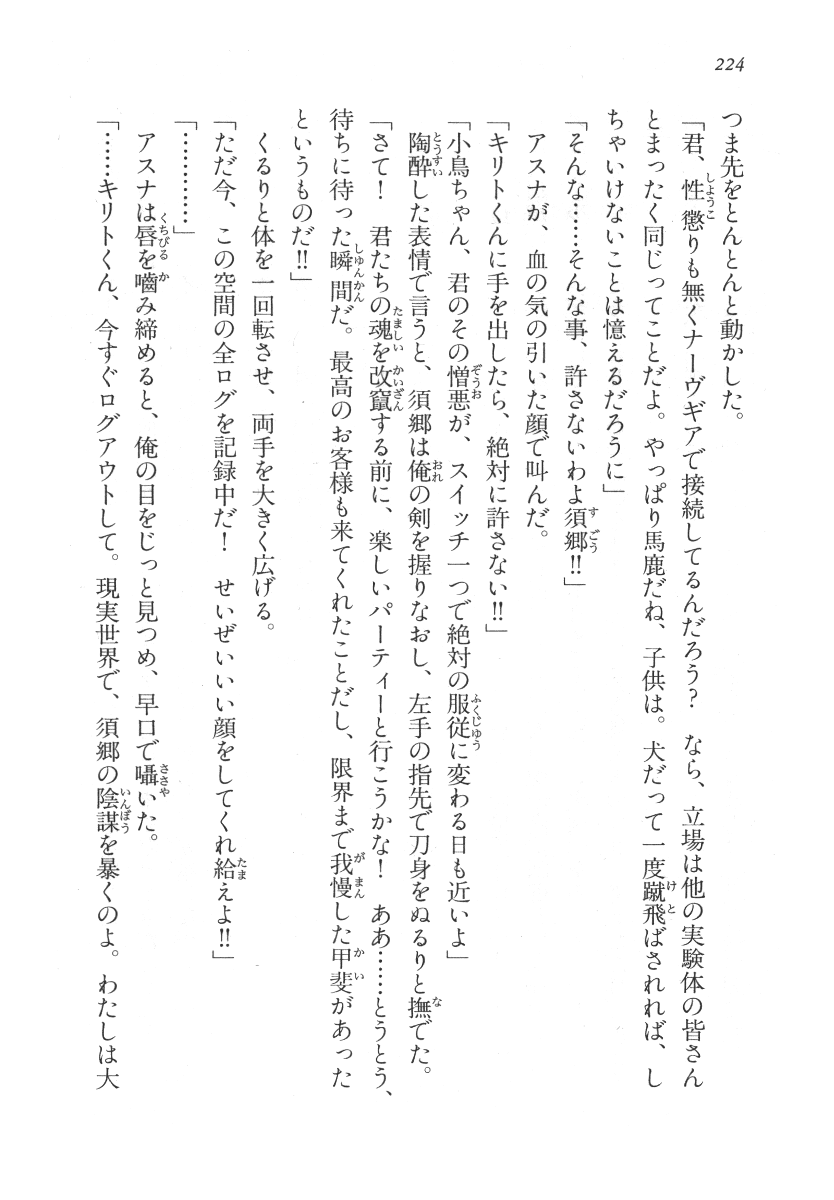 224
つま先をとんとんと動かした。
「君、性懲りも無くナーヴギアで接続してるんだろう？　なら、立場は他の実験体の皆さん
とまったく同じってことだよ。やっぱり馬鹿だね、子供は。犬だって一度蹴飛ばされれば、し
ちゃいけないことは憶えるだろうに」
「そんな……そんな事、許さないわよ須郷!!」
　アスナが、血の気の引いた顔で叫んだ。
「キリトくんに手を出したら、絶対に許さない!!」
「小鳥ちゃん、君のその憎悪が、スイッチ一つで絶対の服従に変わる日も近いよ」
　陶酔した表情で言うと、須郷は俺の剣を握りなおし、左手の指先で刀身をぬるりと撫でた。
「さて！　君たちの魂を改竄する前に、楽しいパーティーと行こうかな！　ああ……とうとう、
待ちに待った瞬間だ。最高のお客様も来てくれたことだし、限界まで我慢した甲斐があった
というものだ!!」
　くるりと体を一回転させ、両手を大きく広げる。
「ただ今、この空間の全ログを記録中だ！　せいぜいいい顔をしてくれ給えよ!!」
「…………」
　アスナは唇を嚙み締めると、俺の目をじっと見つめ、早口で囁いた。
「……キリトくん、今すぐログアウトして。現実世界で、須郷の陰謀を暴くのよ。わたしは大